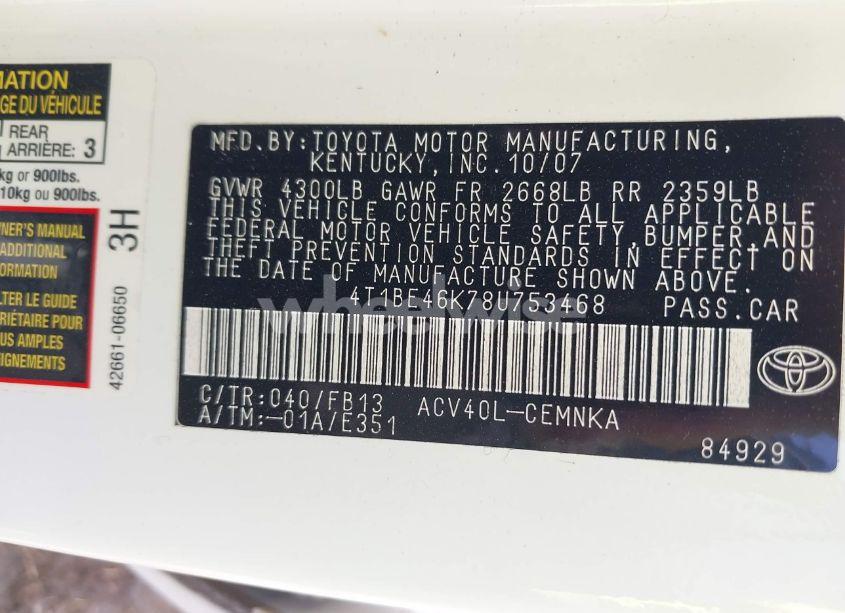 MATION
GE DU VÉHICULE
REAR
ARRIÈRE: 3
kg or 900lbs.
10kg ou 900lbs.
WNER'S MANUAL
ADDITIONAL
FORMATION
LTER LE GUIDE
RIÉTAIRE POUR
US AMPLES
IGNEMENTS
42661-06650 3H
MFD.BY:TOYOTA MOTOR MANUFACTURING,
KENTUCKY,INC.10/07
GVWR 4300LB GAWR FR 2668LB RR 2359LB
THIS VEHICLE CONFORMS TO ALL APPLICABLE
FEDERAL MOTOR VEHICLE SAFETY,BUMPER,AND
THEFT PREVENTION STANDARDS IN EFFECT ON
THE DATE OF MANUFACTURE SHOWN ABOVE.
4T1BE46K78U753468 PASS.CAR
wheelwise
C/TR:040/FB13 ACV40L-CEMNKA
A/TM:-01A/E351
84929